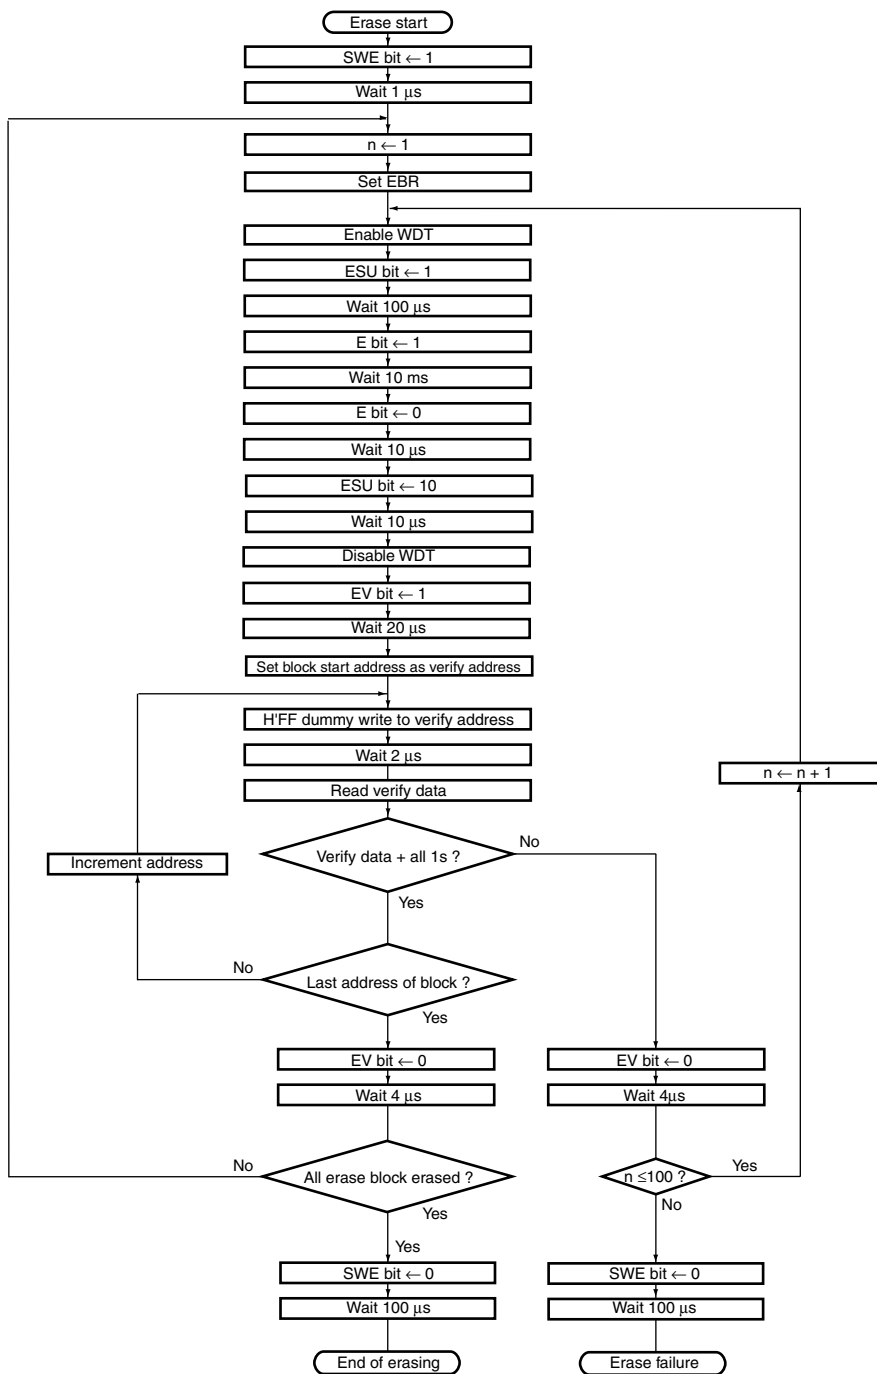 Erase start
SWE bit ← 1
Wait 1 µs
n ← 1
Set EBR
Enable WDT
ESU bit ← 1
Wait 100 µs
E bit ← 1
Wait 10 ms
E bit ← 0
Wait 10 µs
ESU bit ← 10
Wait 10 µs
Disable WDT
EV bit ← 1
Wait 20 µs
Set block start address as verify address
H'FF dummy write to verify address
Wait 2 µs
Read verify data
n ← n + 1
Verify data + all 1s ?
No
Increment address
Yes
No
Last address of block ?
Yes
EV bit ← 0
Wait 4 µs
EV bit ← 0
Wait 4µs
No
All erase block erased ?
Yes
n ≤100 ?
Yes
No
Yes
SWE bit ← 0
Wait 100 µs
SWE bit ← 0
Wait 100 µs
End of erasing
Erase failure